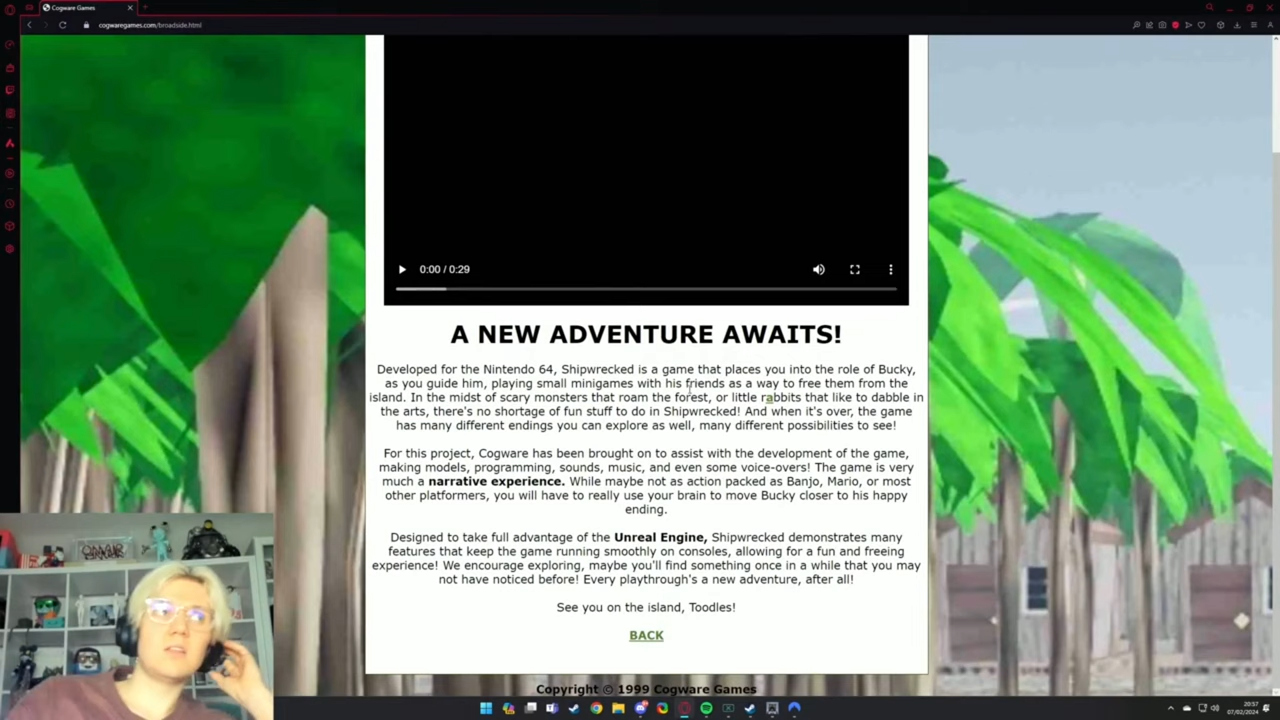 Cogware Games
cogwaregames.com/broadside.html
0:00 / 0:29
A NEW ADVENTURE AWAITS!
Developed for the Nintendo 64, Shipwrecked is a game that places you into the role of Bucky,
as you guide him, playing small minigames with his friends as a way to free them from the
island. In the midst of scary monsters that roam the forest, or little rabbits that like to dabble in
the arts, there's no shortage of fun stuff to do in Shipwrecked! And when it's over, the game
has many different endings you can explore as well, many different possibilities to see!
For this project, Cogware has been brought on to assist with the development of the game,
making models, programming, sounds, music, and even some voice-overs! The game is very
much a narrative experience. While maybe not as action packed as Banjo, Mario, or most
other platformers, you will have to really use your brain to move Bucky closer to his happy
ending.
Designed to take full advantage of the Unreal Engine, Shipwrecked demonstrates many
features that keep the game running smoothly on consoles, allowing for a fun and freeing
experience! We encourage exploring, maybe you'll find something once in a while that you may
not have noticed before! Every playthrough's a new adventure, after all!
See you on the island, Toodles!
BACK
Copyright © 1999 Cogware Games
20:57
07/02/2024